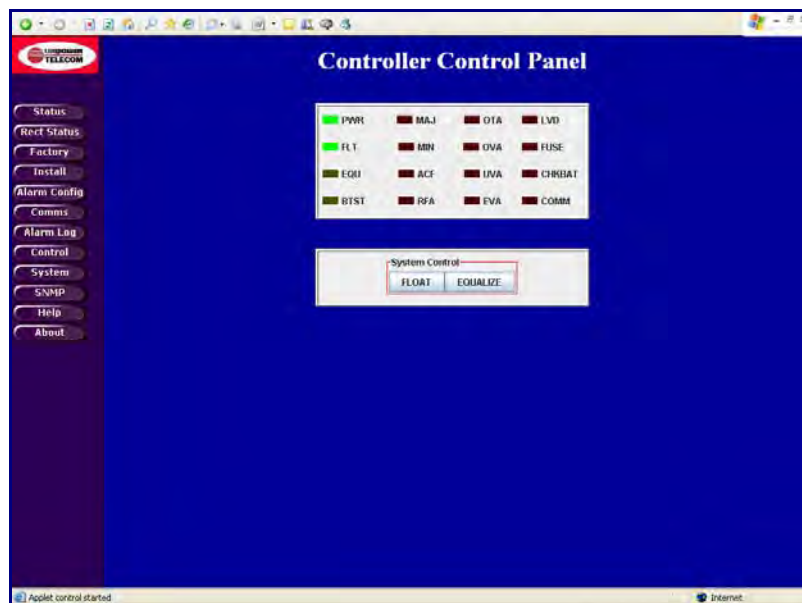 TELECOM
Controller Control Panel
Status
Rect Status
Factory
Install
Alarm Config
Comms
Alarm Log
Control
System
SNMP
Help
About
PWR MAJ OTA LVD
FLT MIN OVA FUSE
EQU ACF UVA CHKBAT
BTST RFA EVA COMM
System Control
FLOAT EQUALIZE
Applet control started
Internet